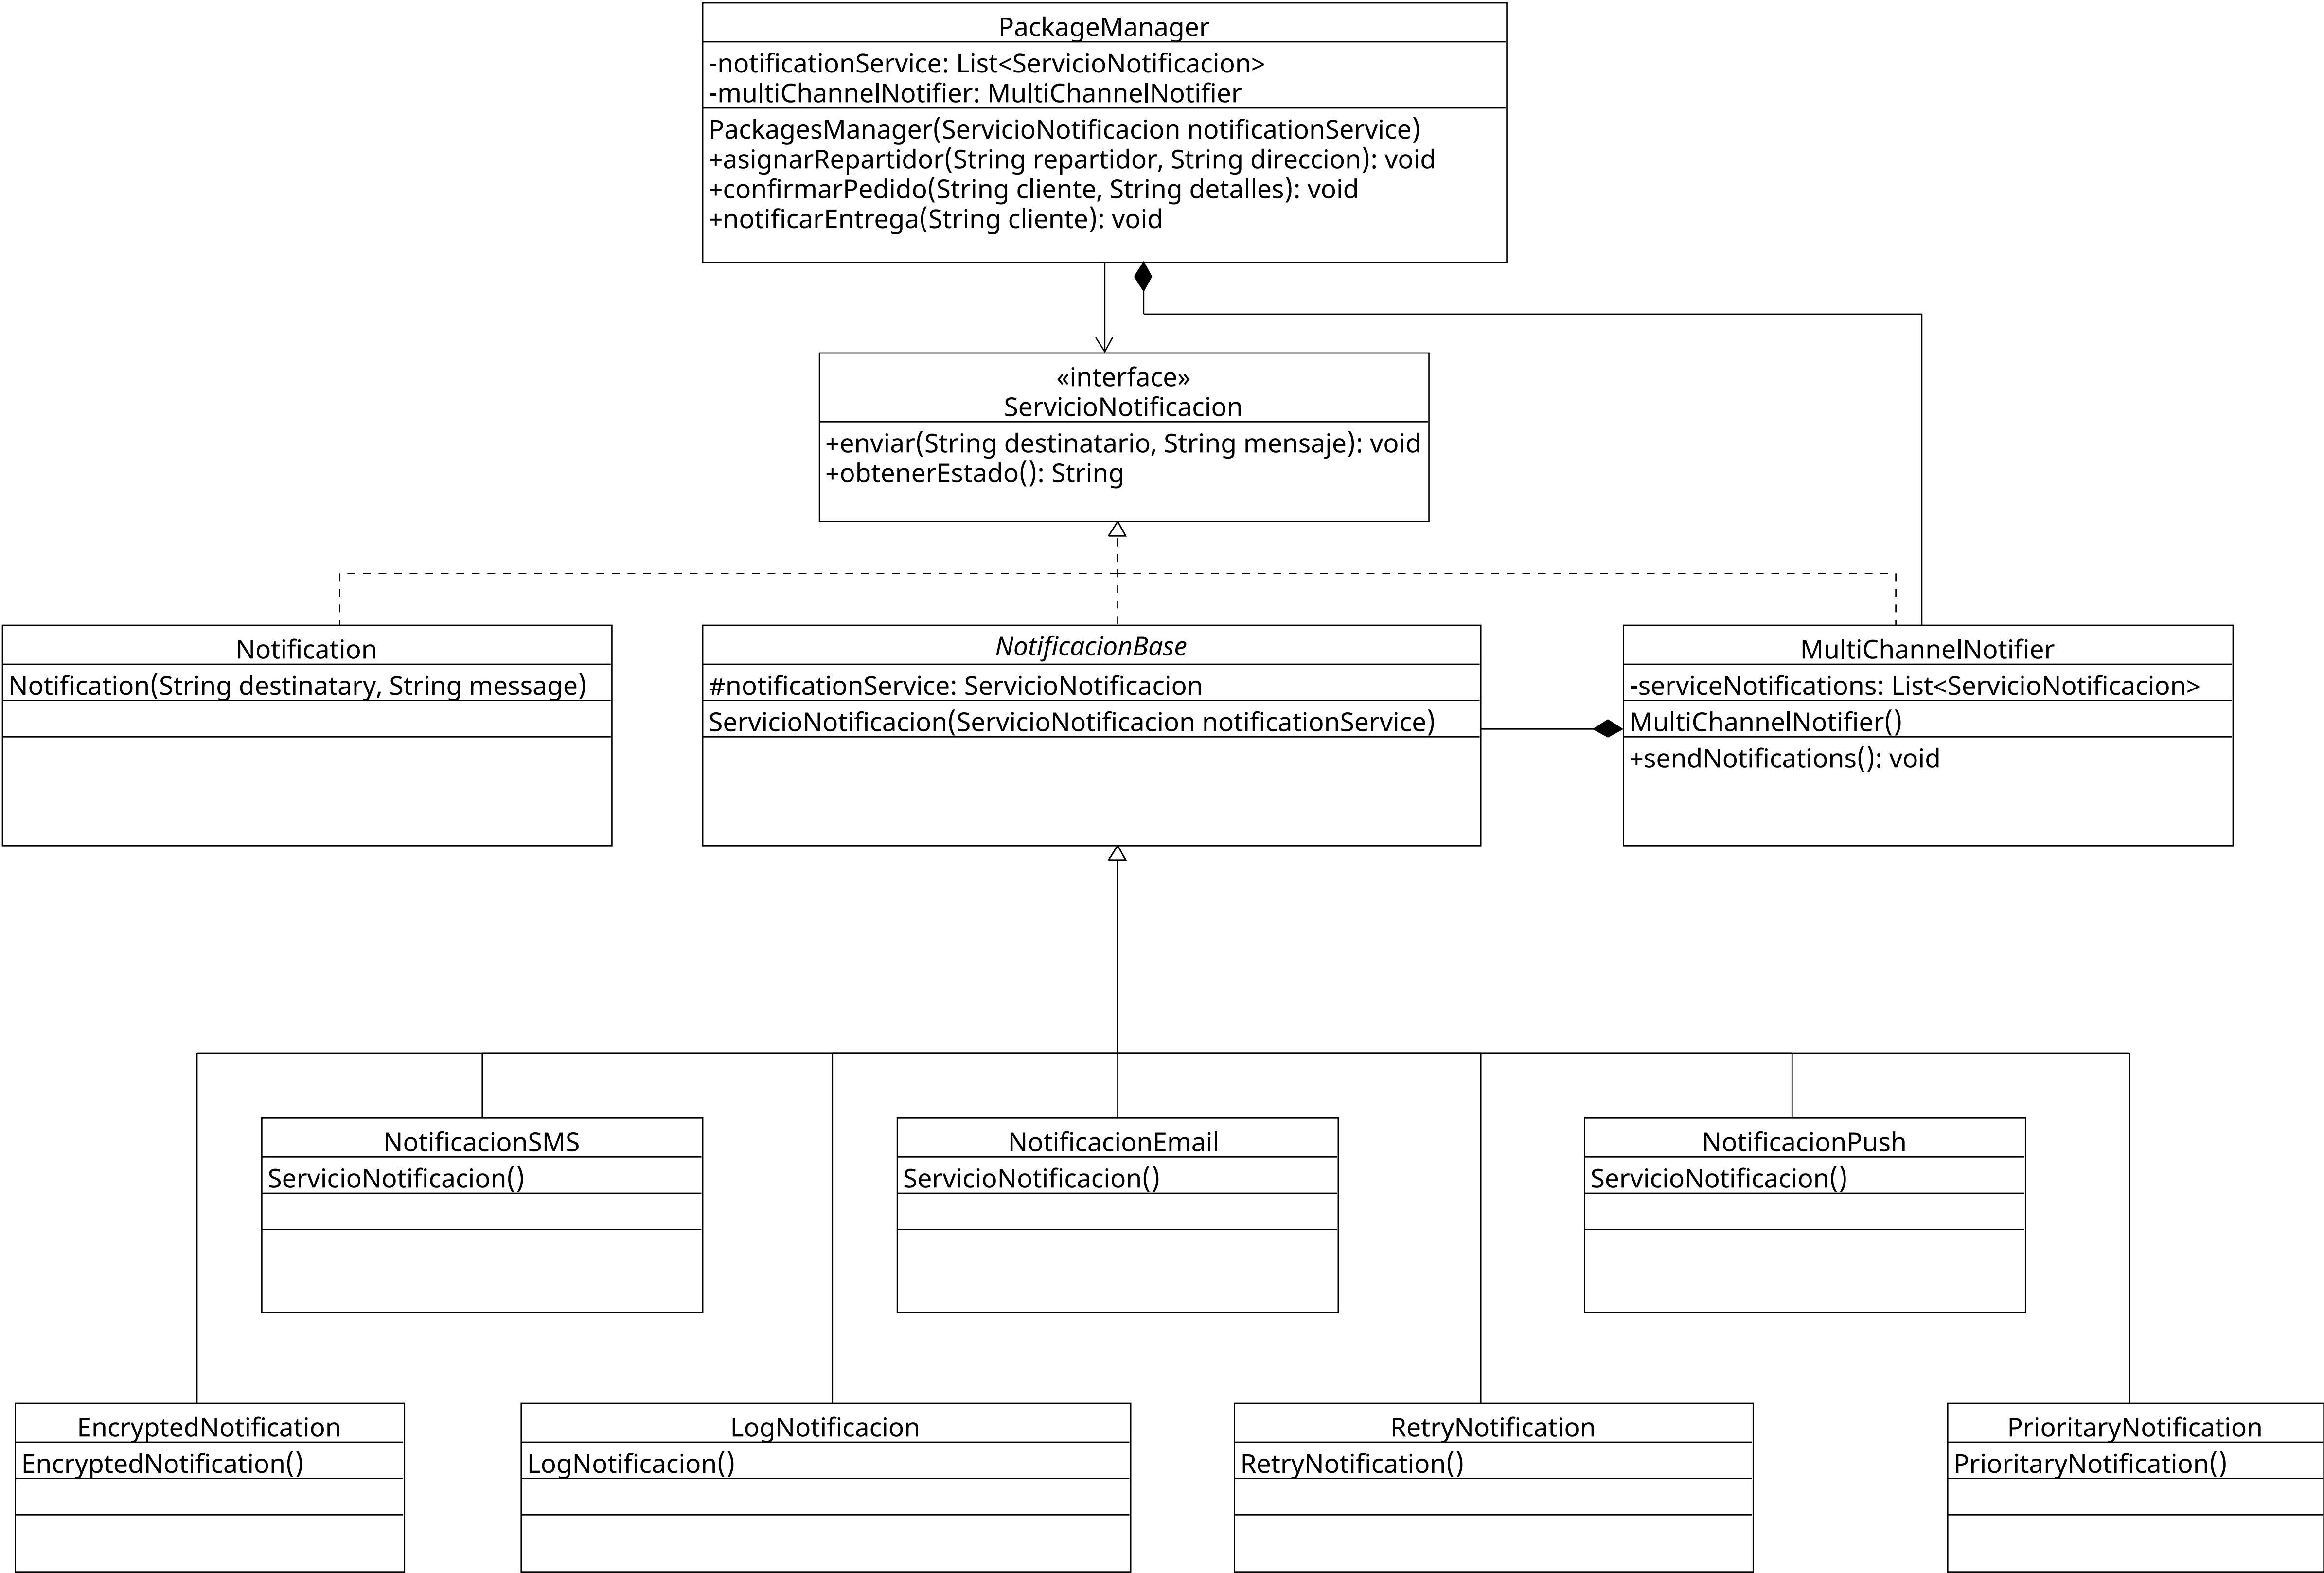 PackageManager
-notificationService: List<ServicioNotificacion>
-multiChannelNotifier: MultiChannelNotifier
PackagesManager(ServicioNotificacion notificationService)
+asignarRepartidor(String repartidor, String direccion): void
+confirmarPedido(String cliente, String detalles): void
+notificarEntrega(String cliente): void
«interface»
ServicioNotificacion
+enviar(String destinatario, String mensaje): void
+obtenerEstado(): String
Notification
Notification(String destinatary, String message)
NotificacionBase
#notificationService: ServicioNotificacion
ServicioNotificacion(ServicioNotificacion notificationService)
MultiChannelNotifier
-serviceNotifications: List<ServicioNotificacion>
MultiChannelNotifier()
+sendNotifications(): void
NotificacionSMS
ServicioNotificacion()
NotificacionEmail
ServicioNotificacion()
NotificacionPush
ServicioNotificacion()
EncryptedNotification
EncryptedNotification()
LogNotificacion
LogNotificacion()
RetryNotification
RetryNotification()
PrioritaryNotification
PrioritaryNotification()